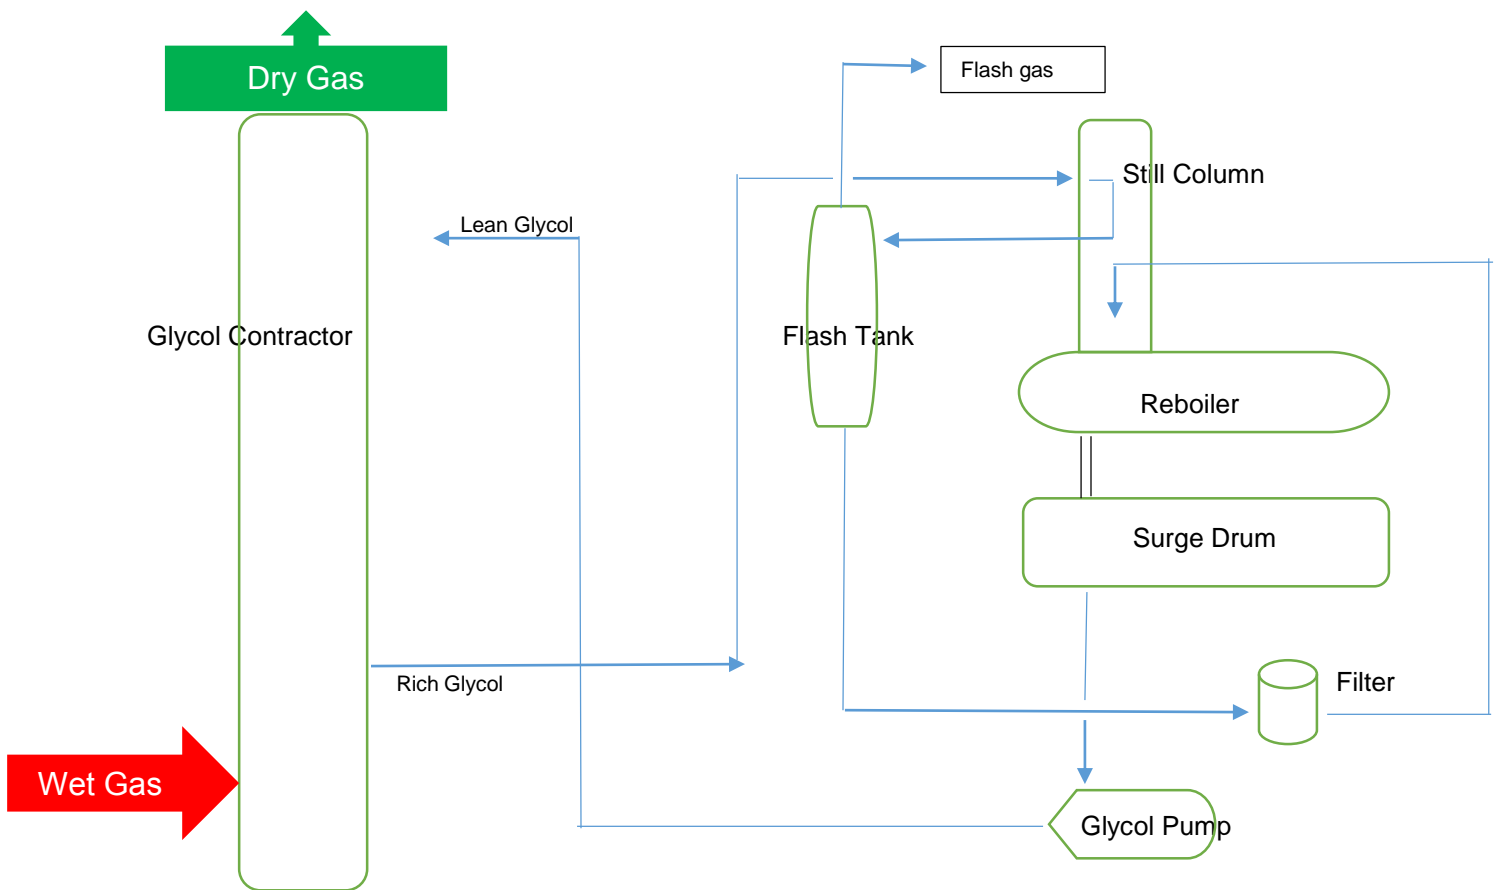 Dry Gas
Flash gas
Still Column
Lean Glycol
Glycol Contractor
Flash Tank
Reboiler
Surge Drum
Rich Glycol
Filter
Wet Gas
Glycol Pump